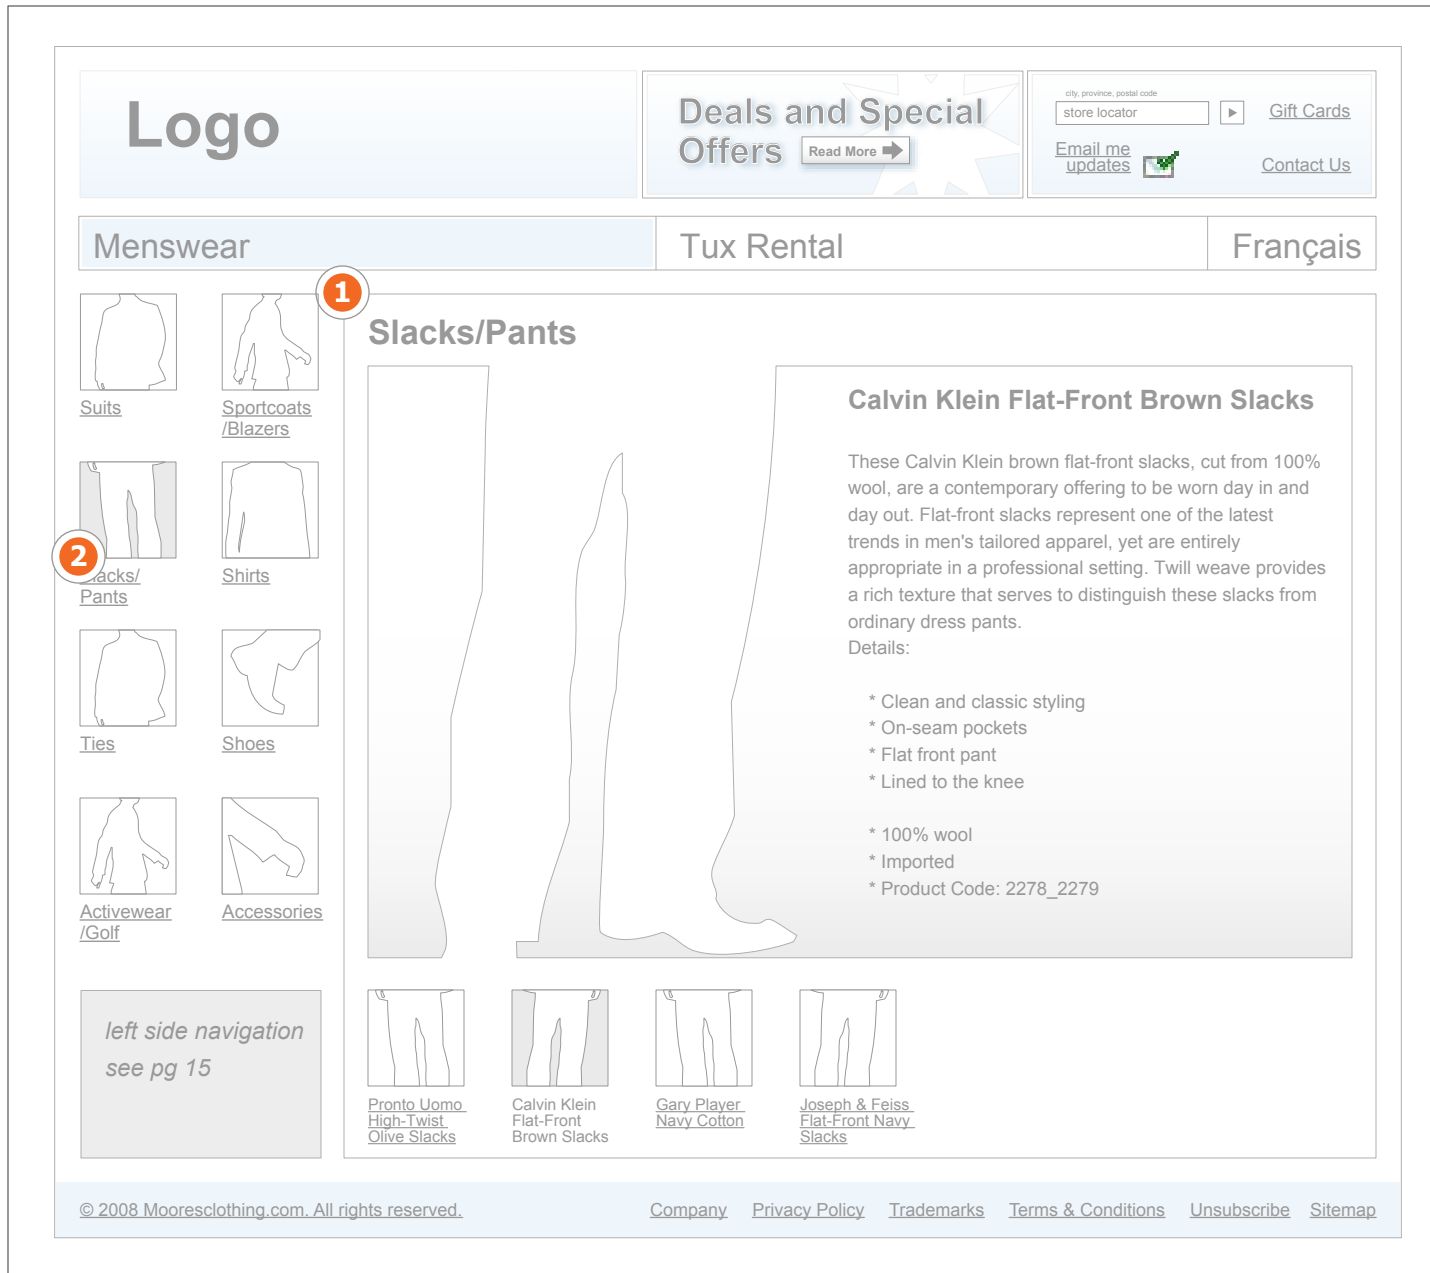 Logo
Deals and Special
Offers
Read More
city, province, postal code
store locator
Gift Cards
Email me
updates
Contact Us
Menswear
Tux Rental
Français
1
Suits
Sportcoats
/Blazers
2
Slacks/
Pants
Shirts
Ties
Shoes
Activewear
/Golf
Accessories
left side navigation
see pg 15
Slacks/Pants
Calvin Klein Flat-Front Brown Slacks
These Calvin Klein brown flat-front slacks, cut from 100%
wool, are a contemporary offering to be worn day in and
day out. Flat-front slacks represent one of the latest
trends in men's tailored apparel, yet are entirely
appropriate in a professional setting. Twill weave provides
a rich texture that serves to distinguish these slacks from
ordinary dress pants.
Details:
* Clean and classic styling
* On-seam pockets
* Flat front pant
* Lined to the knee
* 100% wool
* Imported
* Product Code: 2278_2279
Pronto Uomo
High-Twist
Olive Slacks
Calvin Klein
Flat-Front
Brown Slacks
Gary Player
Navy Cotton
Joseph & Feiss
Flat-Front Navy
Slacks
© 2008 Mooresclothing.com. All rights reserved.
Company
Privacy Policy
Trademarks
Terms & Conditions
Unsubscribe
Sitemap